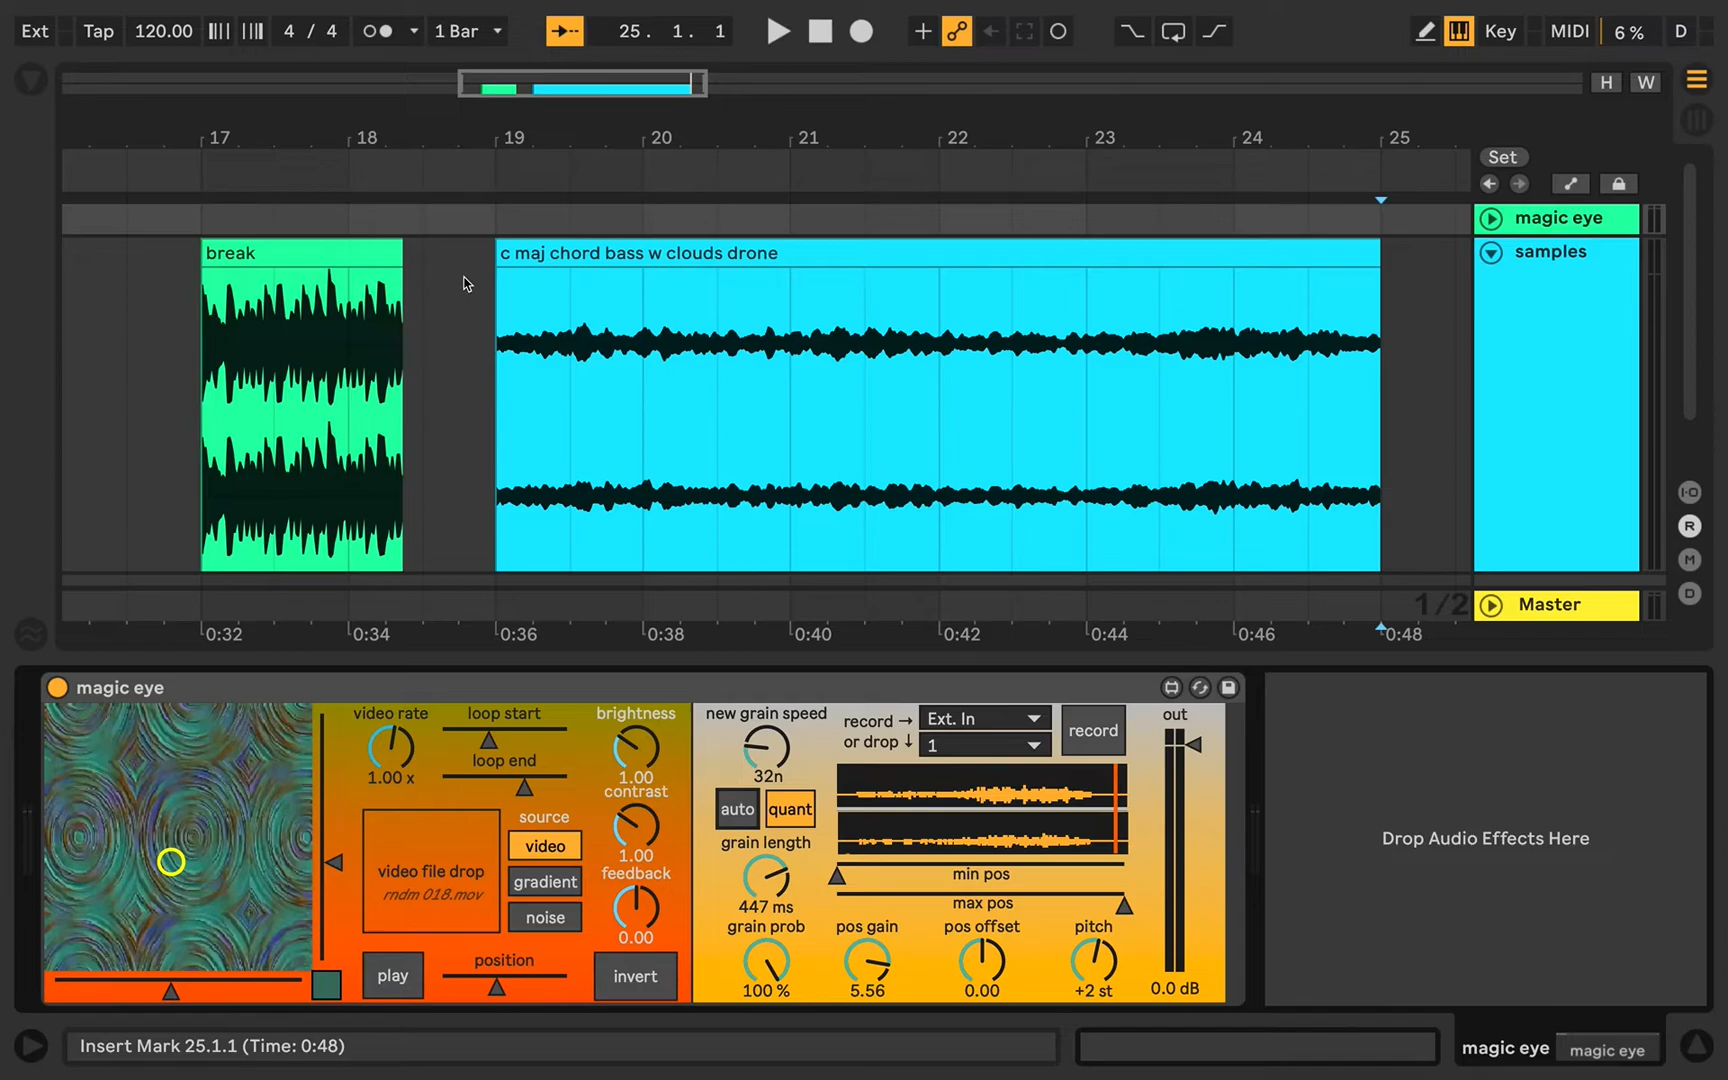 Ext Tap 120.00 4 / 4 1 Bar 25. 1. 1 Key MIDI 6 % D
H W
17 18 19 20 21 22 23 24 25
Set
magic eye
break
c maj chord bass w clouds drone
samples
I·O
R
M
D
1/2
Master
0:32 0:34 0:36 0:38 0:40 0:42 0:44 0:46 0:48
magic eye
video rate
1.00 x
loop start
loop end
brightness
1.00
contrast
1.00
feedback
0.00
source
video
gradient
noise
video file drop
rndm 018.mov
play
position
invert
new grain speed
32n
record →
or drop ↓
Ext. In
1
record
out
auto
quant
grain length
447 ms
min pos
max pos
grain prob
100 %
pos gain
5.56
pos offset
0.00
pitch
+2 st
0.0 dB
Drop Audio Effects Here
Insert Mark 25.1.1 (Time: 0:48)
magic eye
magic eye